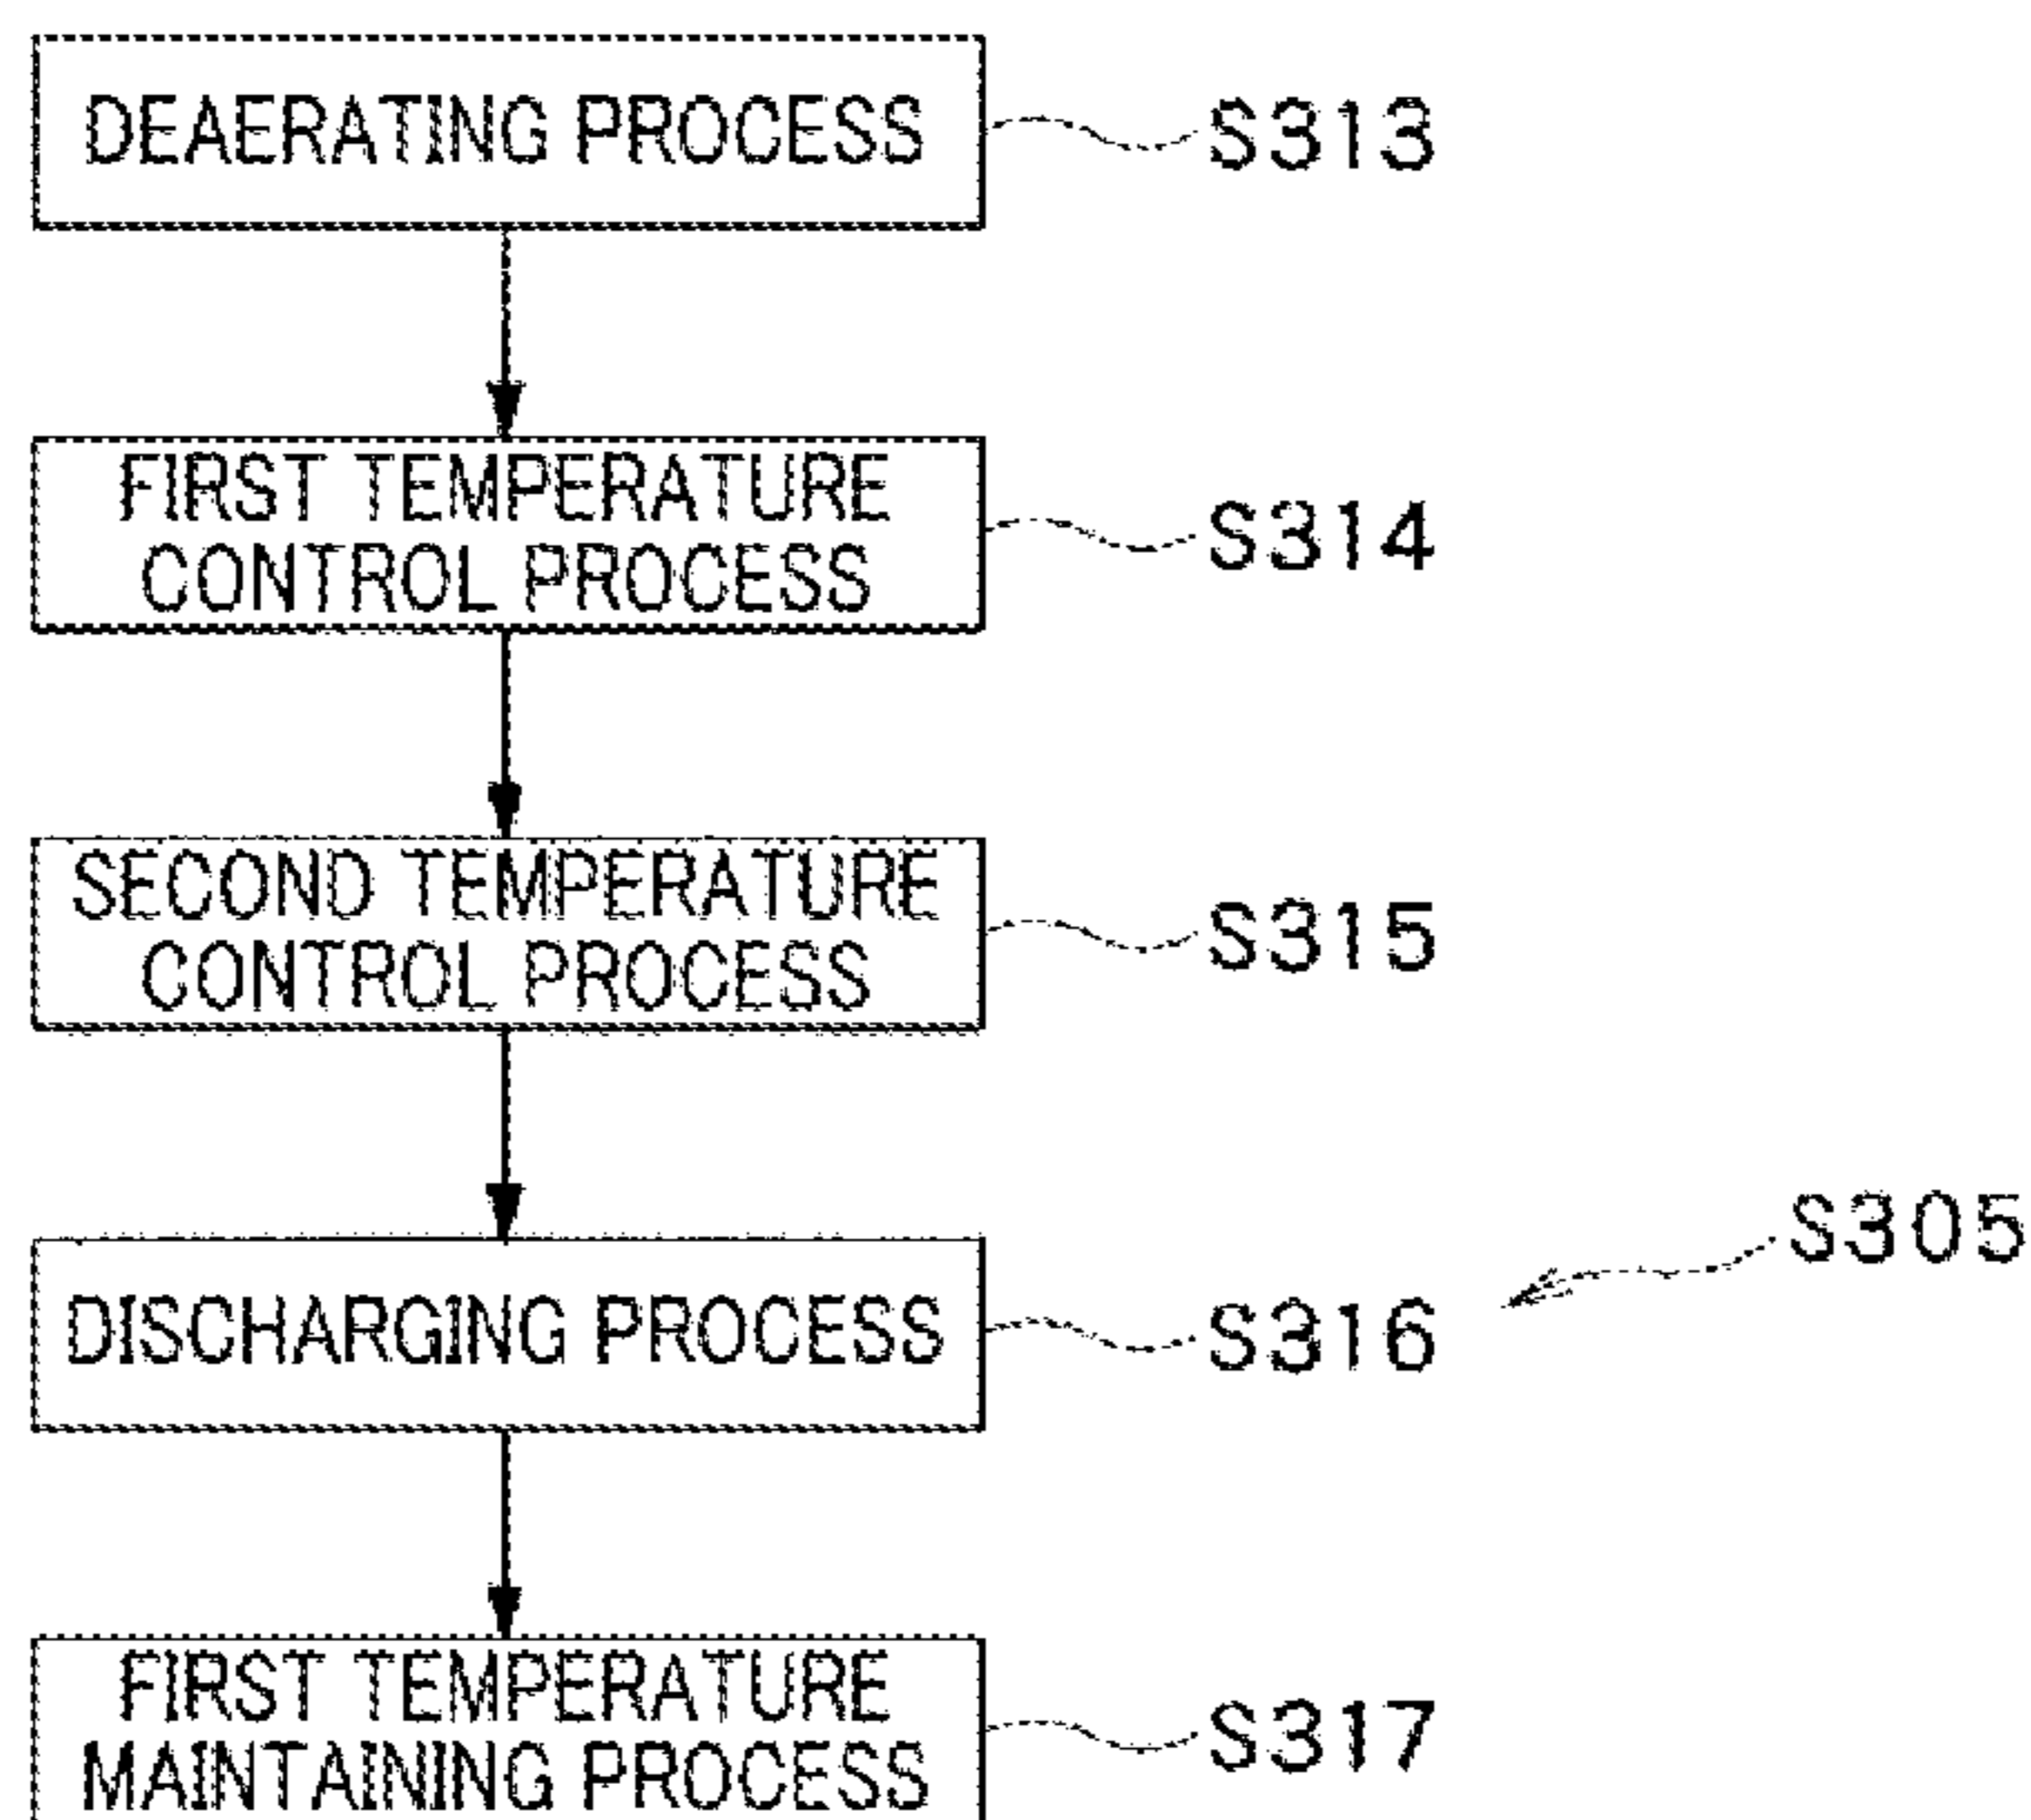 DEAERATING PROCESS
S313
FIRST TEMPERATURE
CONTROL PROCESS
S314
SECOND TEMPERATURE
CONTROL PROCESS
S315
S305
DISCHARGING PROCESS
S316
FIRST TEMPERATURE
MAINTAINING PROCESS
S317